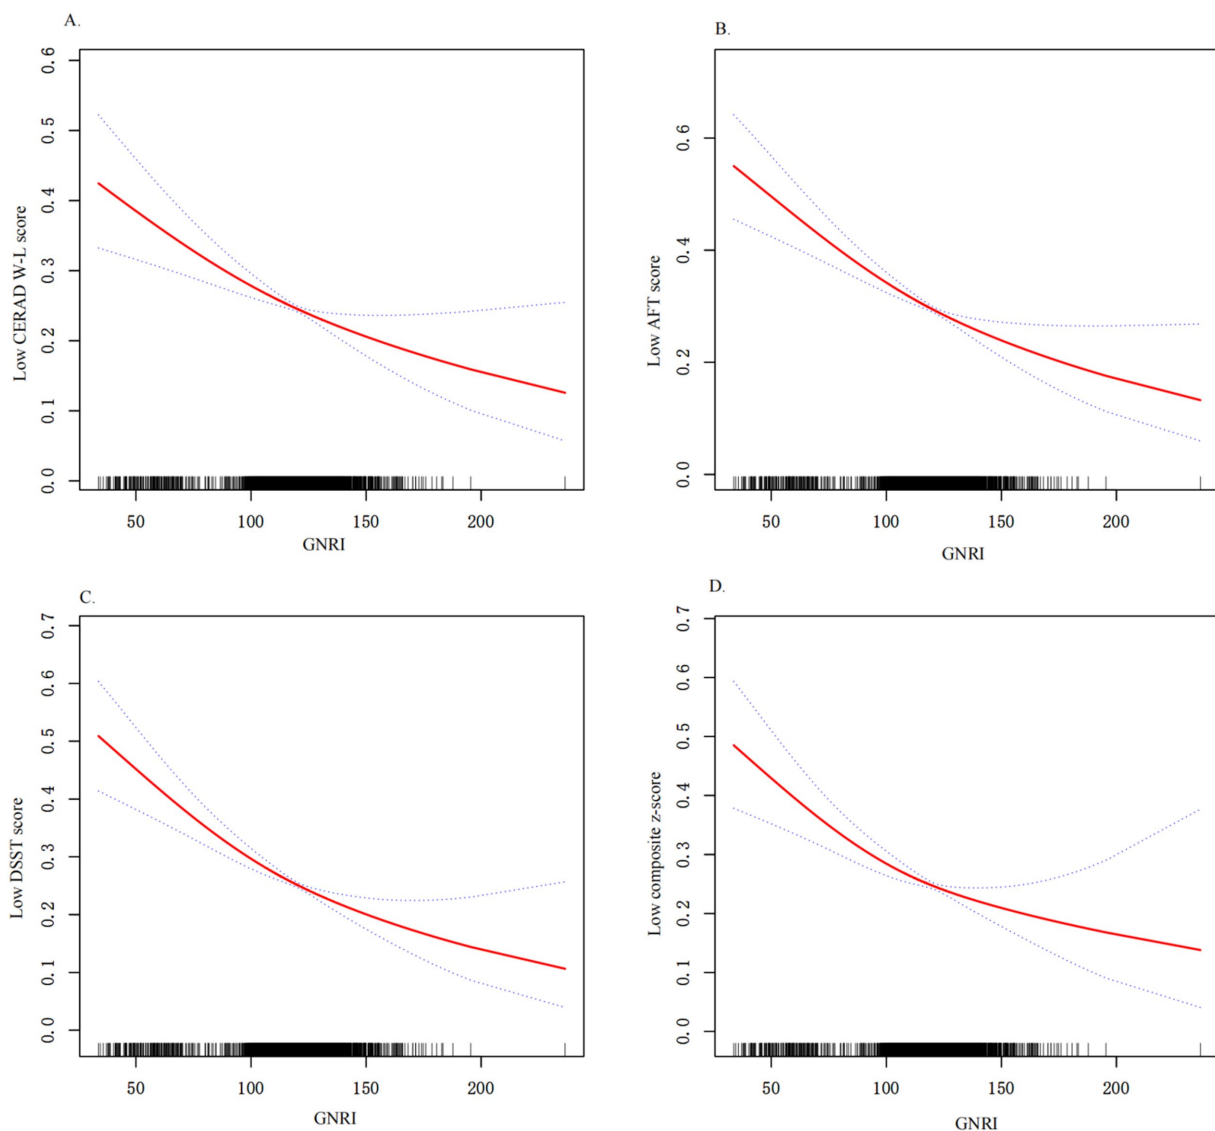 A.
0.0 0.1 0.2 0.3 0.4 0.5 0.6
Low CERAD W-L score
50 100 150 200
GNRI
B.
0.0 0.2 0.4 0.6
Low AFT score
50 100 150 200
GNRI
C.
0.0 0.1 0.2 0.3 0.4 0.5 0.6 0.7
Low DSST score
50 100 150 200
GNRI
D.
0.0 0.1 0.2 0.3 0.4 0.5 0.6 0.7
Low composite z-score
50 100 150 200
GNRI